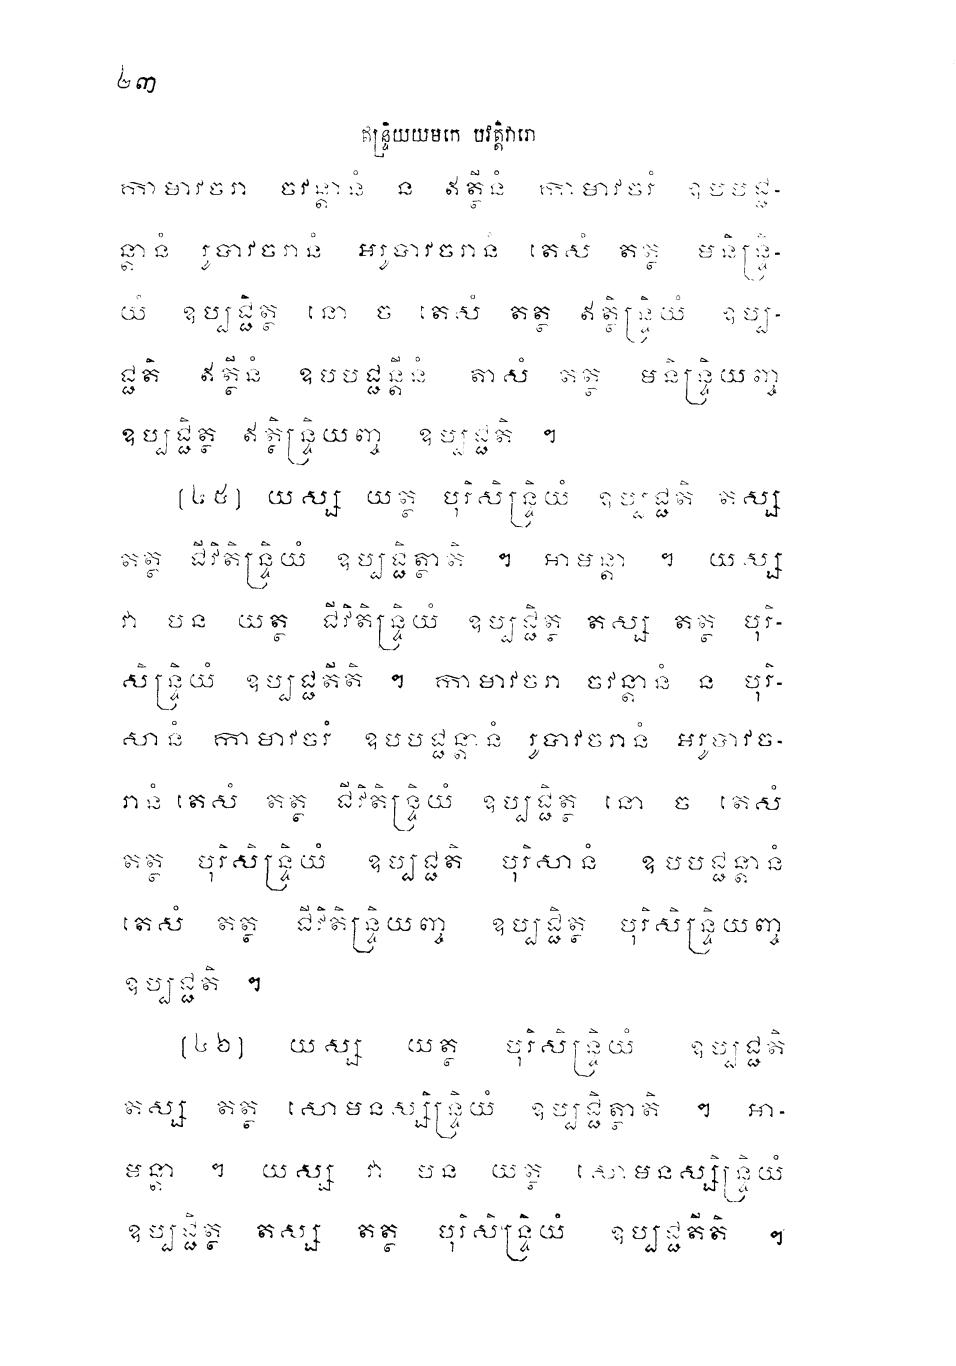 ៤៣
ឥន្ទ្រិយយមកេ បវត្តិវារោ
កាមាវចរា ចវន្តានំ ន ឥត្ថីនំ កាមាវចរំ ឧបបជ្ជ-
ន្តានំ រូបាវចរានំ អរូបាវចរានំ តេសំ តត្ថ មនិន្ទ្រិ-
យំ ឧប្បជ្ជិត្ថ នោ ច តេសំ តត្ថ ឥត្ថិន្ទ្រិយំ ឧប្ប-
ជ្ជតិ ឥត្ថីនំ ឧបបជ្ជន្តីនំ តាសំ តត្ថ មនិន្ទ្រិយញ្ច
ឧប្បជ្ជិត្ថ ឥត្ថិន្ទ្រិយញ្ច ឧប្បជ្ជតិ ។
(៤៥) យស្ស យត្ថ បុរិសិន្ទ្រិយំ ឧប្បជ្ជតិ តស្ស
តត្ថ ជីវិតិន្ទ្រិយំ ឧប្បជ្ជិត្ថាតិ ។ អាមន្តា ។ យស្ស
វា បន យត្ថ ជីវិតិន្ទ្រិយំ ឧប្បជ្ជិត្ថ តស្ស តត្ថ បុរិ-
សិន្ទ្រិយំ ឧប្បជ្ជតីតិ ។ កាមាវចរា ចវន្តានំ ន បុរិ-
សានំ កាមាវចរំ ឧបបជ្ជន្តានំ រូបាវចរានំ អរូបាវច-
រានំ តេសំ តត្ថ ជីវិតិន្ទ្រិយំ ឧប្បជ្ជិត្ថ នោ ច តេសំ
តត្ថ បុរិសិន្ទ្រិយំ ឧប្បជ្ជតិ បុរិសានំ ឧបបជ្ជន្តានំ
តេសំ តត្ថ ជីវិតិន្ទ្រិយញ្ច ឧប្បជ្ជិត្ថ បុរិសិន្ទ្រិយញ្ច
ឧប្បជ្ជតិ ។
(៤៦) យស្ស យត្ថ បុរិសិន្ទ្រិយំ ឧប្បជ្ជតិ
តស្ស តត្ថ សោមនស្សិន្ទ្រិយំ ឧប្បជ្ជិត្ថាតិ ។ អា-
មន្តា ។ យស្ស វា បន យត្ថ សោមនស្សិន្ទ្រិយំ
ឧប្បជ្ជិត្ថ តស្ស តត្ថ បុរិសិន្ទ្រិយំ ឧប្បជ្ជតីតិ ។